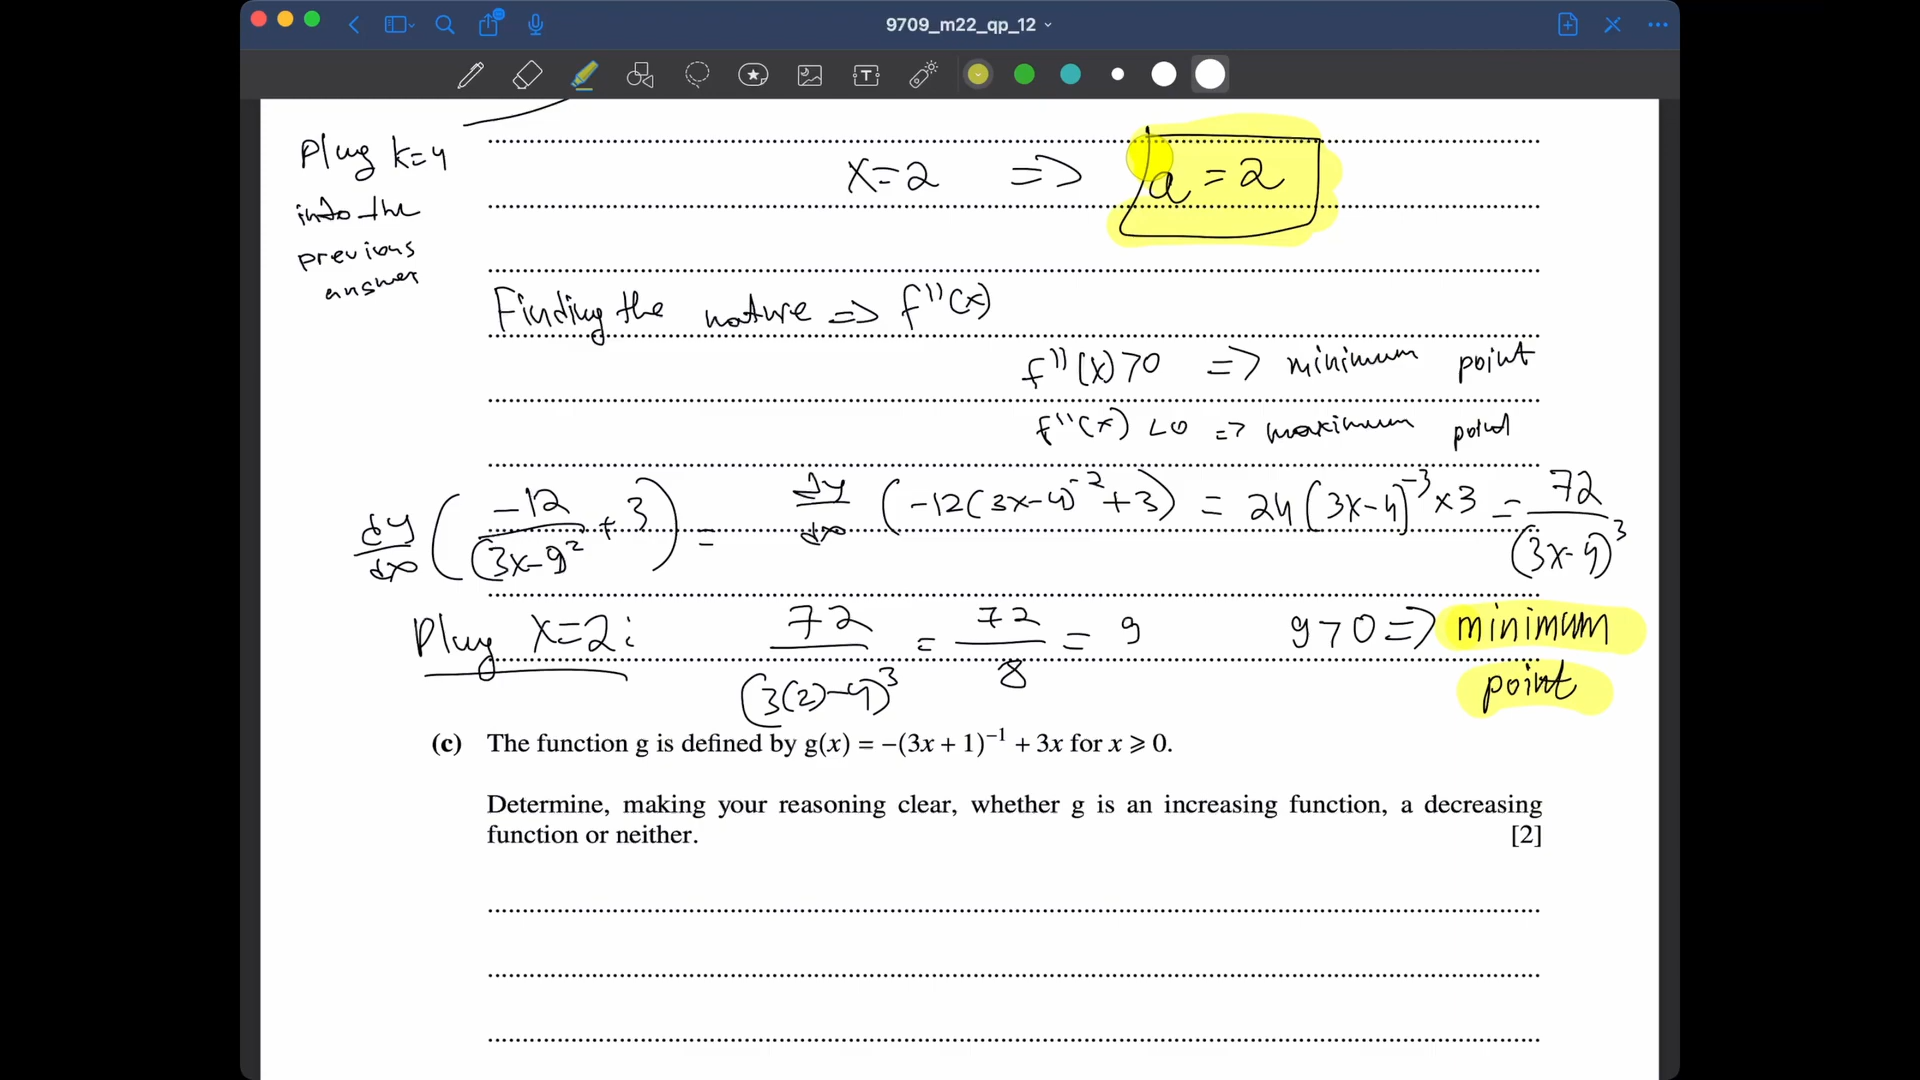 9709_m22_qp_12
Plug k=4
into the
previous
answer
x=2 => a=2
Finding the nature => f''(x)
f''(x)>0 => minimum point
f''(x)<0 => maximum point
dy/dx (-12/(3x-4)² + 3) = dy/dx (-12(3x-4)⁻² + 3) = 24(3x-4)⁻³ x3 = 72/(3x-4)³
Plug x=2: 72/(3(2)-4)³ = 72/8 = 9 9>0 => minimum
point
(c) The function g is defined by g(x) = −(3x + 1)⁻¹ + 3x for x ⩾ 0.
Determine, making your reasoning clear, whether g is an increasing function, a decreasing
function or neither. [2]